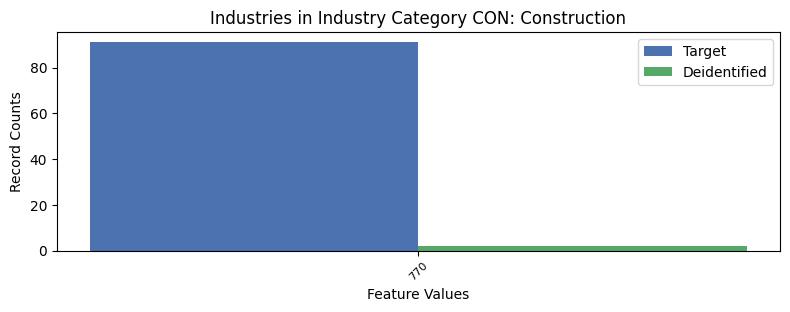 Industries in Industry Category CON: Construction
Target
Deidentified
Record Counts
80
60
40
20
0
770
Feature Values